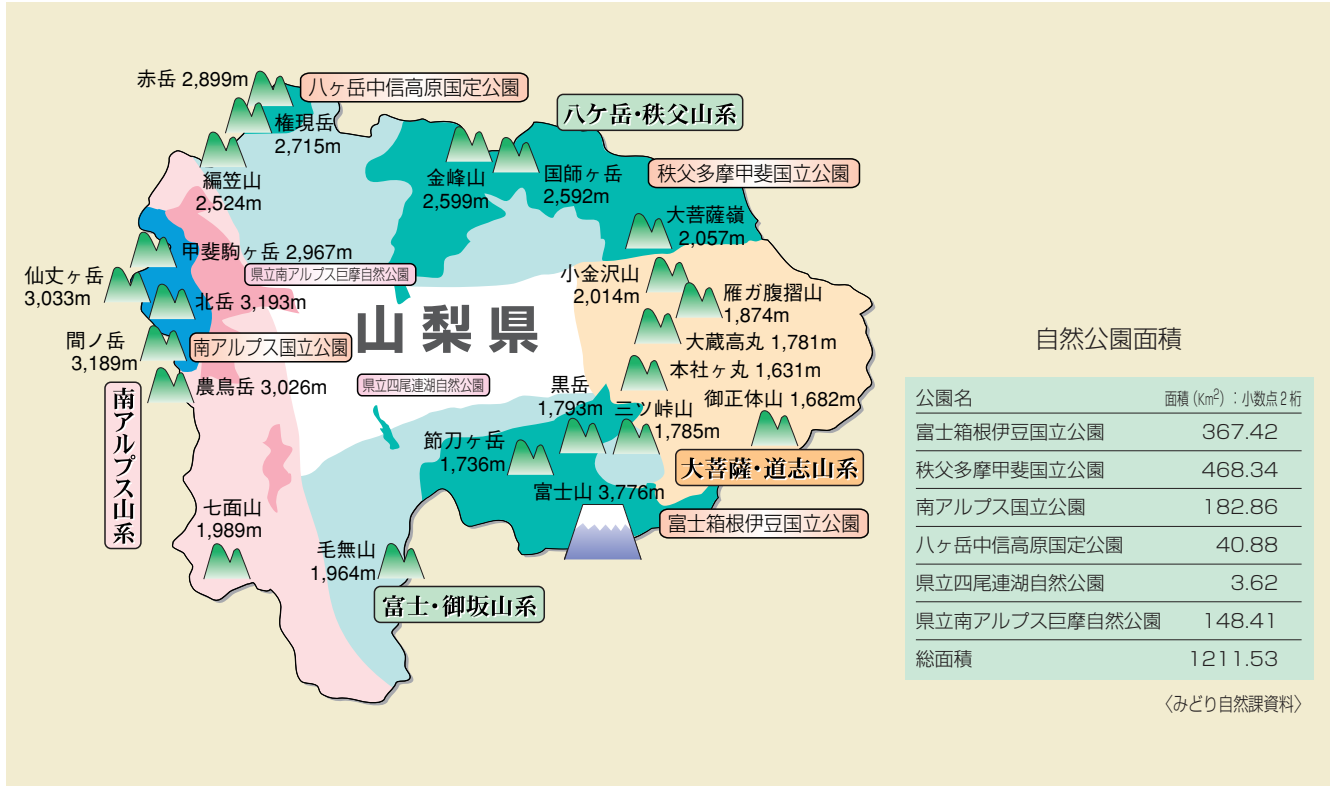 赤岳 2,899m
八ヶ岳中信高原国定公園
八ケ岳・秩父山系
権現岳
2,715m
編笠山
2,524m
金峰山
2,599m
国師ヶ岳
2,592m
秩父多摩甲斐国立公園
大菩薩嶺
2,057m
甲斐駒ヶ岳 2,967m
仙丈ヶ岳
3,033m
県立南アルプス巨摩自然公園
北岳 3,193m
小金沢山
2,014m
雁ガ腹摺山
1,874m
山梨県
間ノ岳
3,189m
南アルプス国立公園
大蔵高丸 1,781m
農鳥岳 3,026m
県立四尾連湖自然公園
本社ヶ丸 1,631m
黒岳
1,793m
三ツ峠山
1,785m
御正体山 1,682m
南アルプス山系
節刀ヶ岳
1,736m
大菩薩・道志山系
富士山 3,776m
七面山
1,989m
富士箱根伊豆国立公園
毛無山
1,964m
富士・御坂山系
自然公園面積
公園名 面積(Km²):小数点2桁
富士箱根伊豆国立公園 367.42
秩父多摩甲斐国立公園 468.34
南アルプス国立公園 182.86
八ヶ岳中信高原国定公園 40.88
県立四尾連湖自然公園 3.62
県立南アルプス巨摩自然公園 148.41
総面積 1211.53
〈みどり自然課資料〉